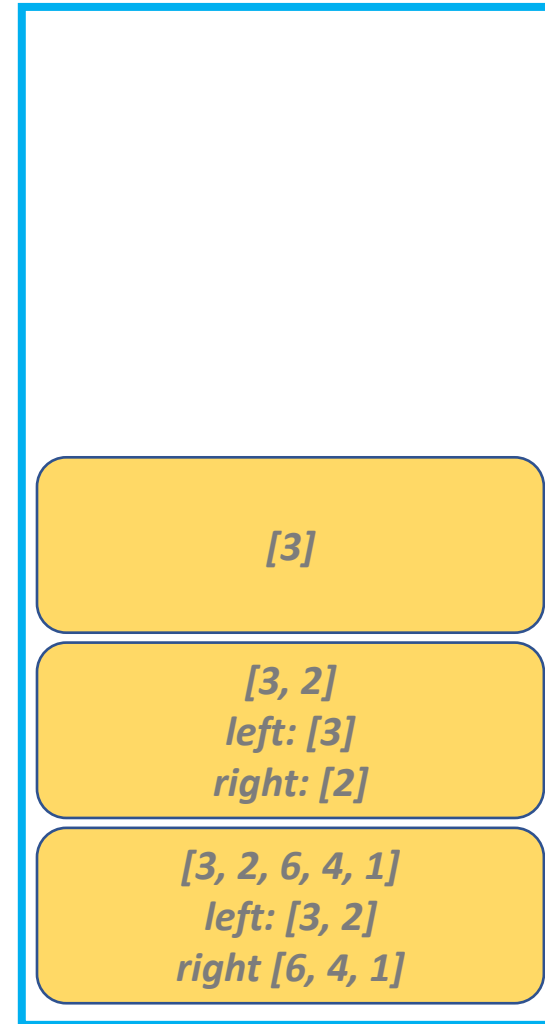 [3]
[3, 2]
left: [3]
right: [2]
[3, 2, 6, 4, 1]
left: [3, 2]
right [6, 4, 1]